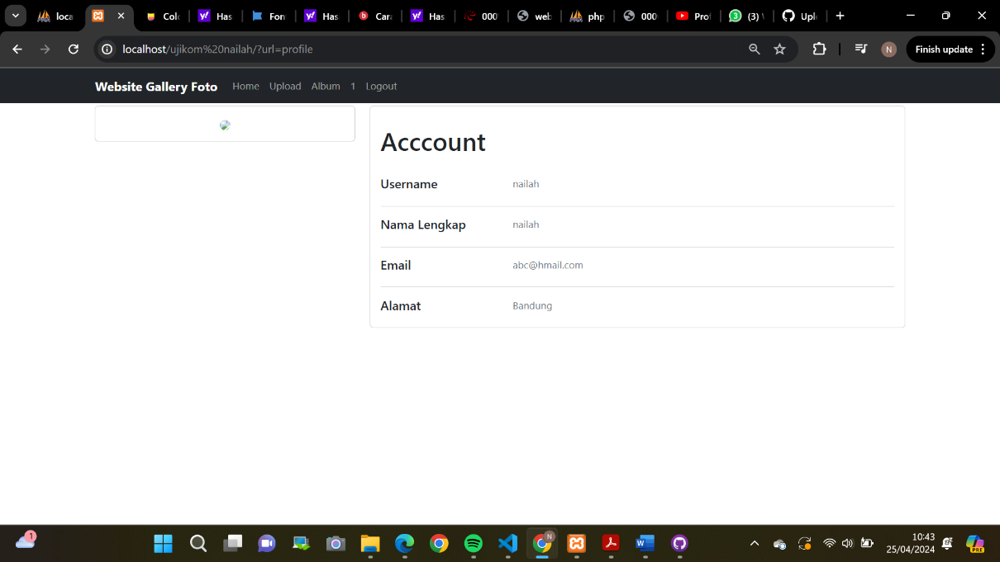 loca
Colo
Has
Fon
Has
Cara
Has
000
web
php
000
Prof
(3)
Uplo
localhost/ujikom%20nailah/?url=profile
N
Finish update
Website Gallery Foto Home Upload Album 1 Logout
Acccount
Username nailah
Nama Lengkap nailah
Email abc@hmail.com
Alamat Bandung
1
N
10:43
25/04/2024
PRE